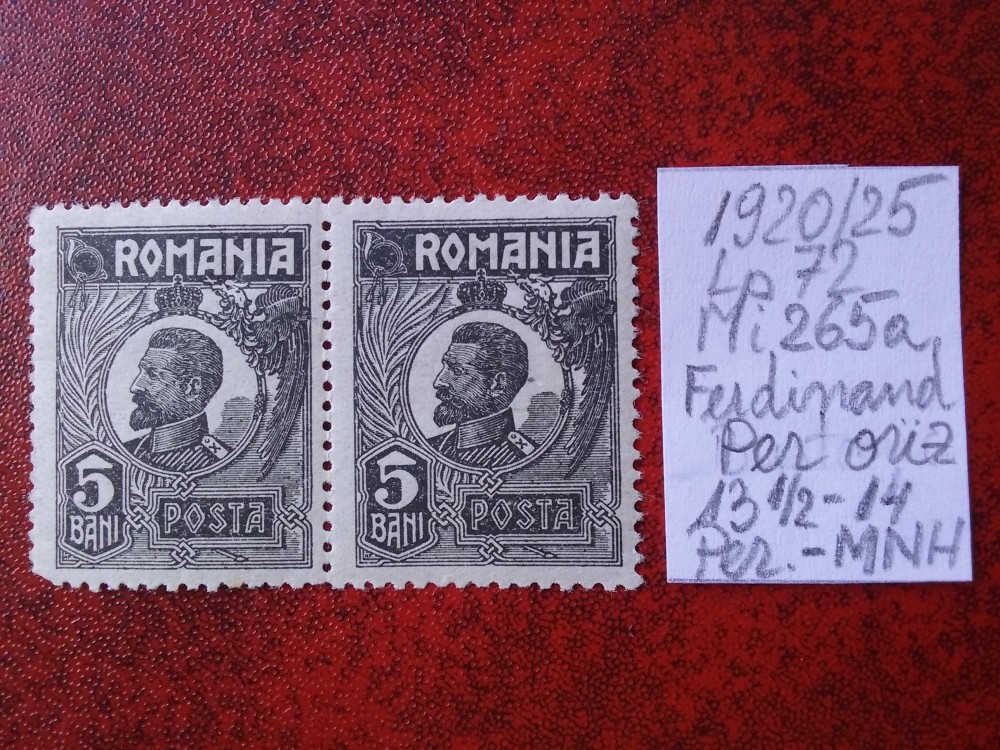 ROMANIA
5
BANI
POSTA
ROMANIA
5
BANI
POSTA
1920/25
Lp 72
Mi 265a
Ferdinand
Per oriz
13 1/2-14
Per. - MNH